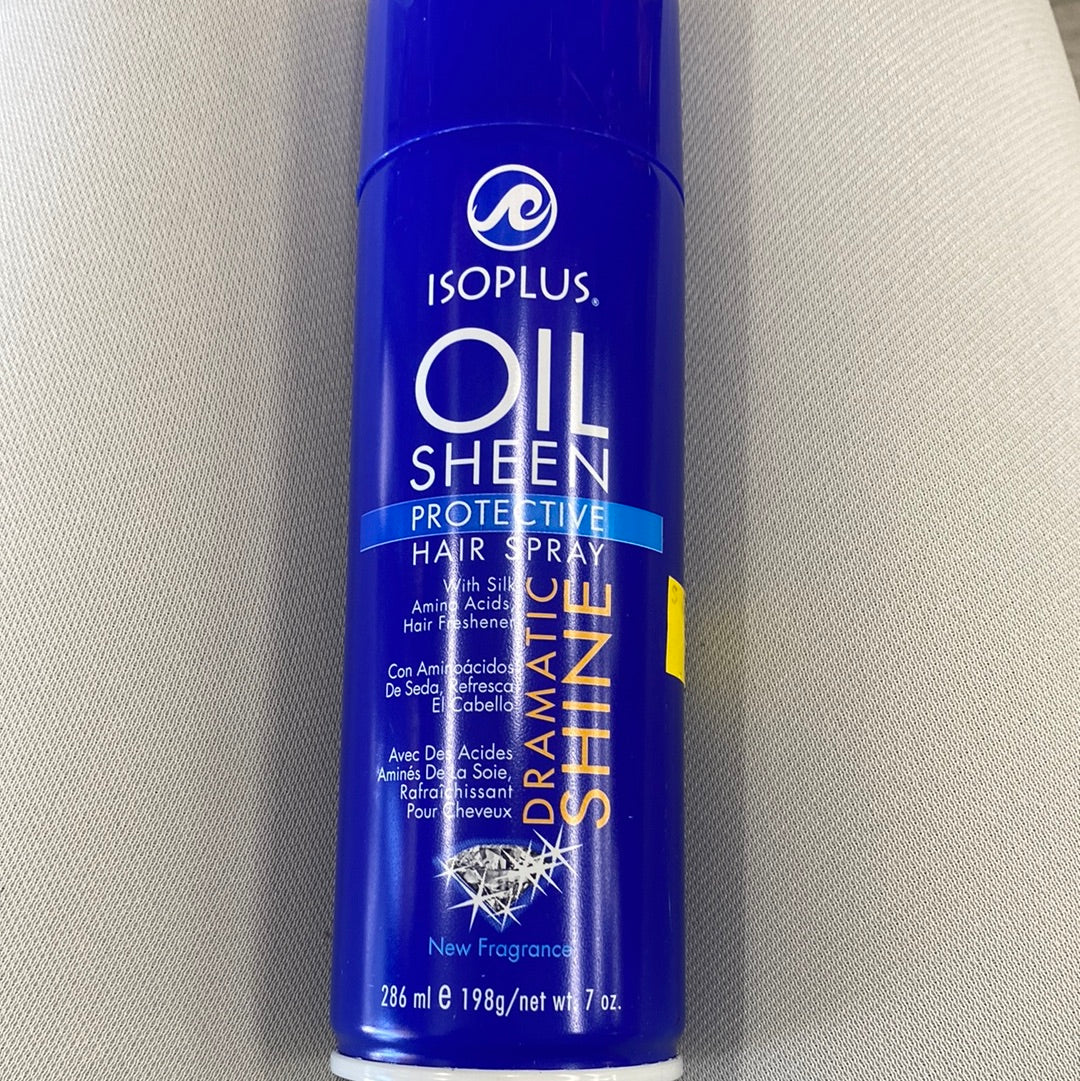 ISOPLUS®
OIL
SHEEN
PROTECTIVE
HAIR SPRAY
With Silk
Amino Acids,
Hair Freshener
Con Aminoácidos
De Seda, Refresca
El Cabello
Avec Des Acides
Aminés De La Soie,
Rafraîchissant
Pour Cheveux
DRAMATIC
SHINE
New Fragrance
286 ml e 198g/net wt. 7 oz.